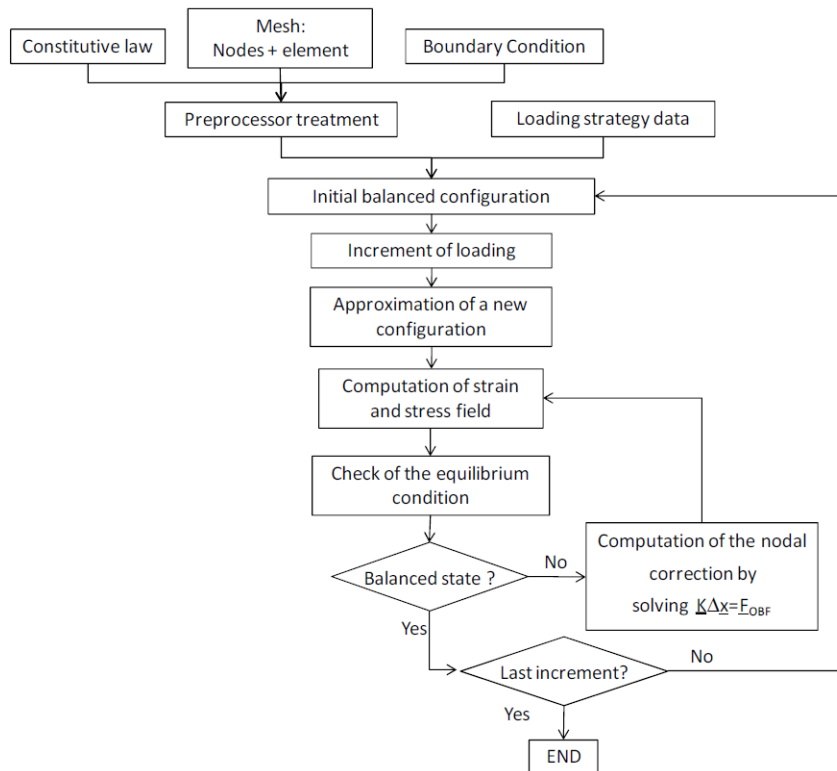 Constitutive law
Mesh:
Nodes + element
Boundary Condition
Preprocessor treatment
Loading strategy data
Initial balanced configuration
Increment of loading
Approximation of a new
configuration
Computation of strain
and stress field
Check of the equilibrium
condition
Balanced state ?
No
Computation of the nodal
correction by
solving KΔx=F_OBF
Yes
Last increment?
No
Yes
END